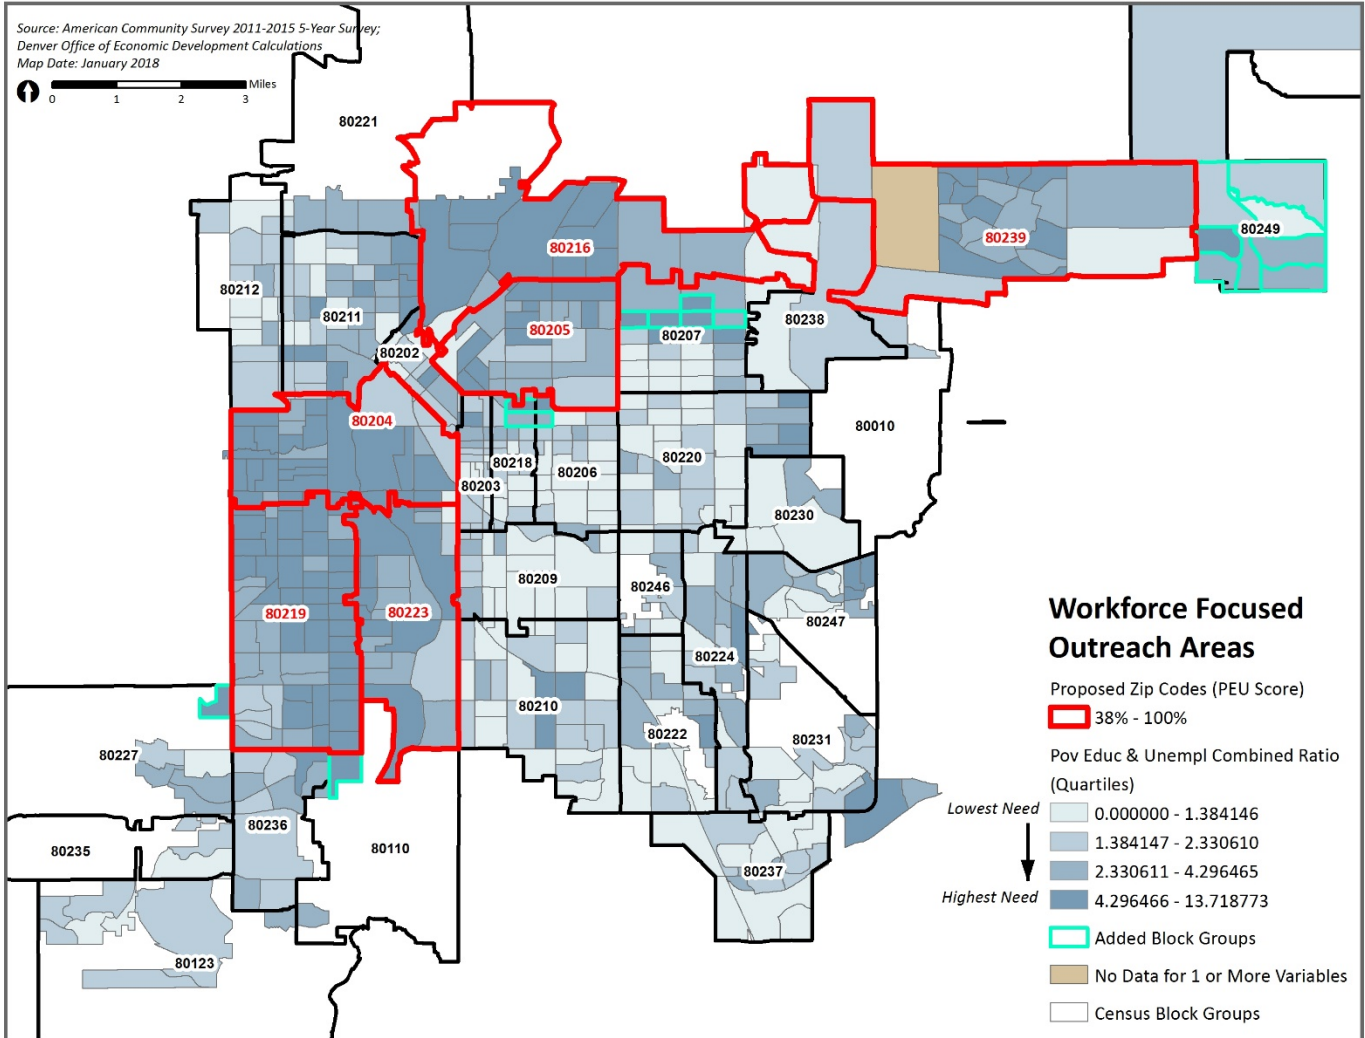 Source: American Community Survey 2011-2015 5-Year Survey;
Denver Office of Economic Development Calculations
Map Date: January 2018
Miles
0 1 2 3
80221
80249
80239
80216
80212
80211
80238
80205
80207
80202
80204
80010
80218
80220
80206
80203
80230
80209
80246
80219
80223
80247
80224
80210
80222
80231
80227
80236
80110
80235
80237
80123
Workforce Focused
Outreach Areas
Proposed Zip Codes (PEU Score)
38% - 100%
Pov Educ & Unempl Combined Ratio
(Quartiles)
Lowest Need
0.000000 - 1.384146
1.384147 - 2.330610
2.330611 - 4.296465
Highest Need
4.296466 - 13.718773
Added Block Groups
No Data for 1 or More Variables
Census Block Groups